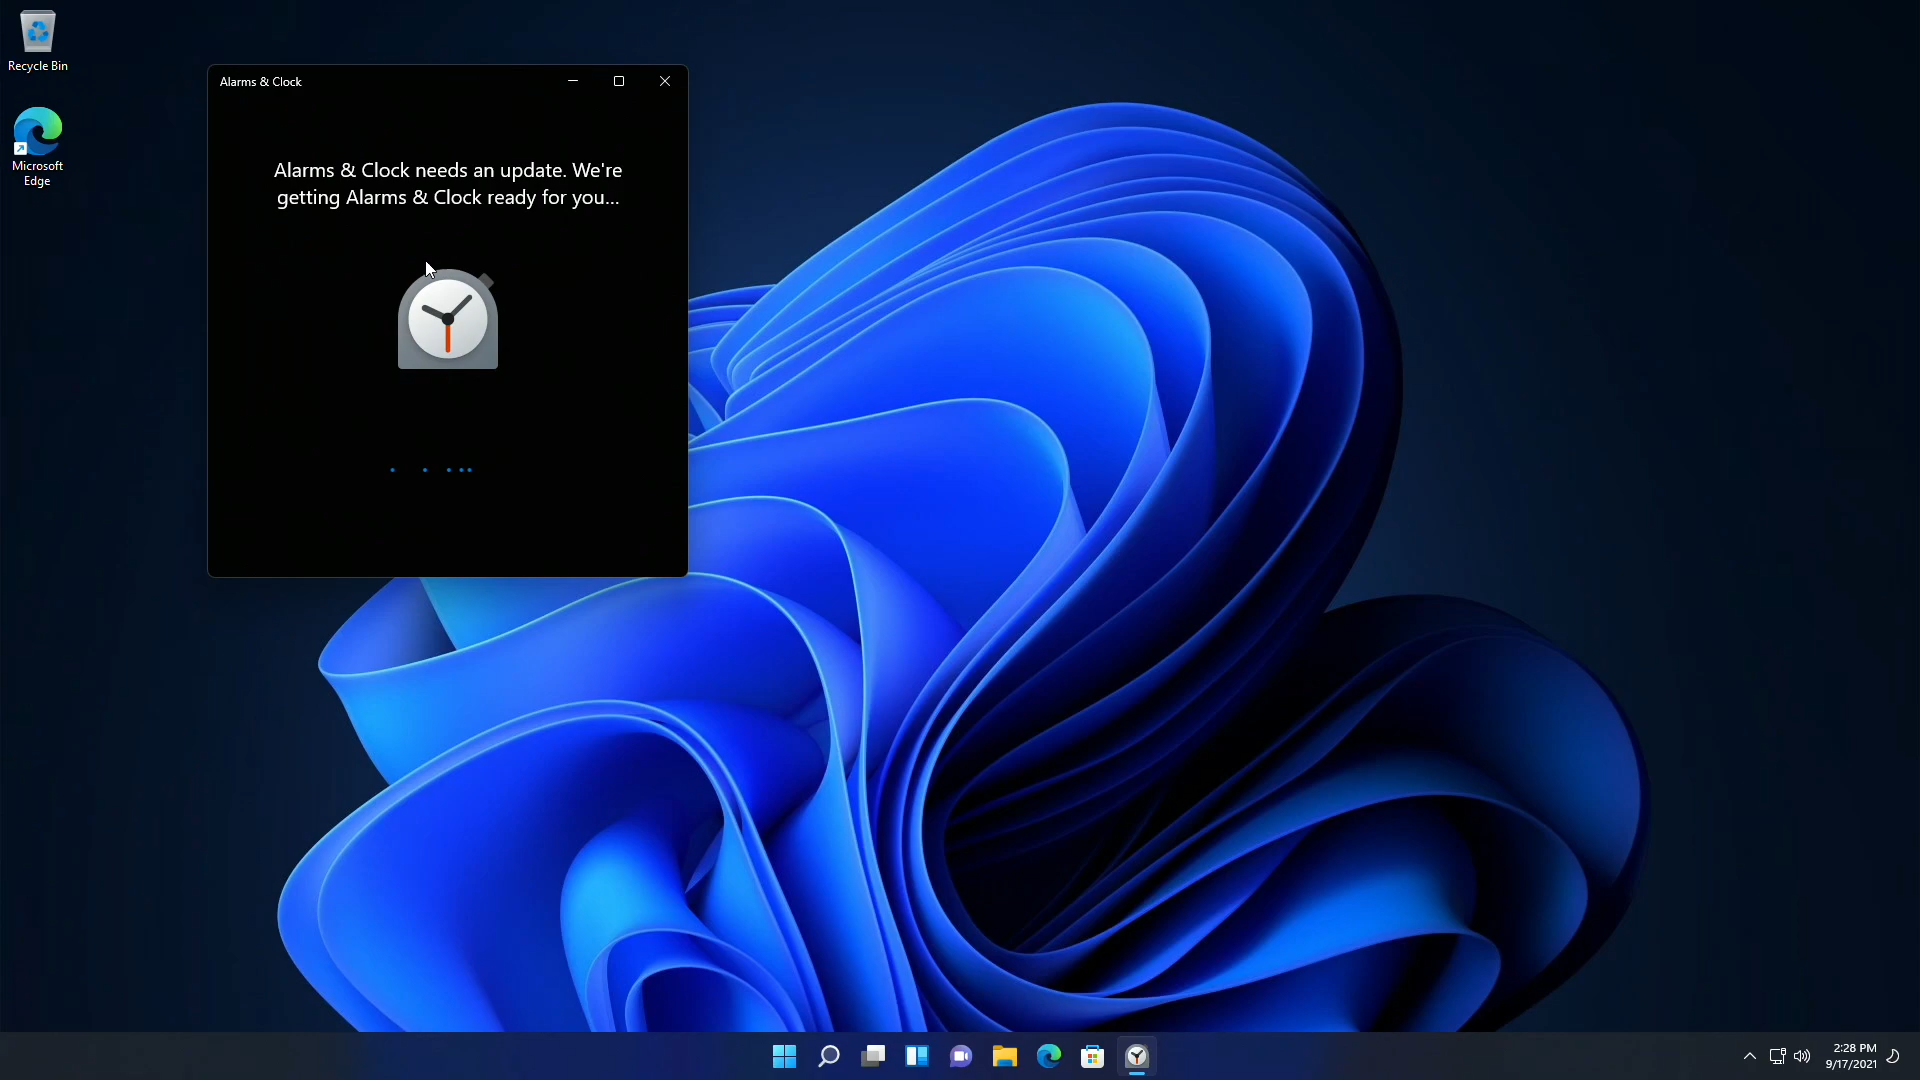 Recycle Bin
Microsoft
Edge
Alarms & Clock
Alarms & Clock needs an update. We're
getting Alarms & Clock ready for you...
2:28 PM
9/17/2021